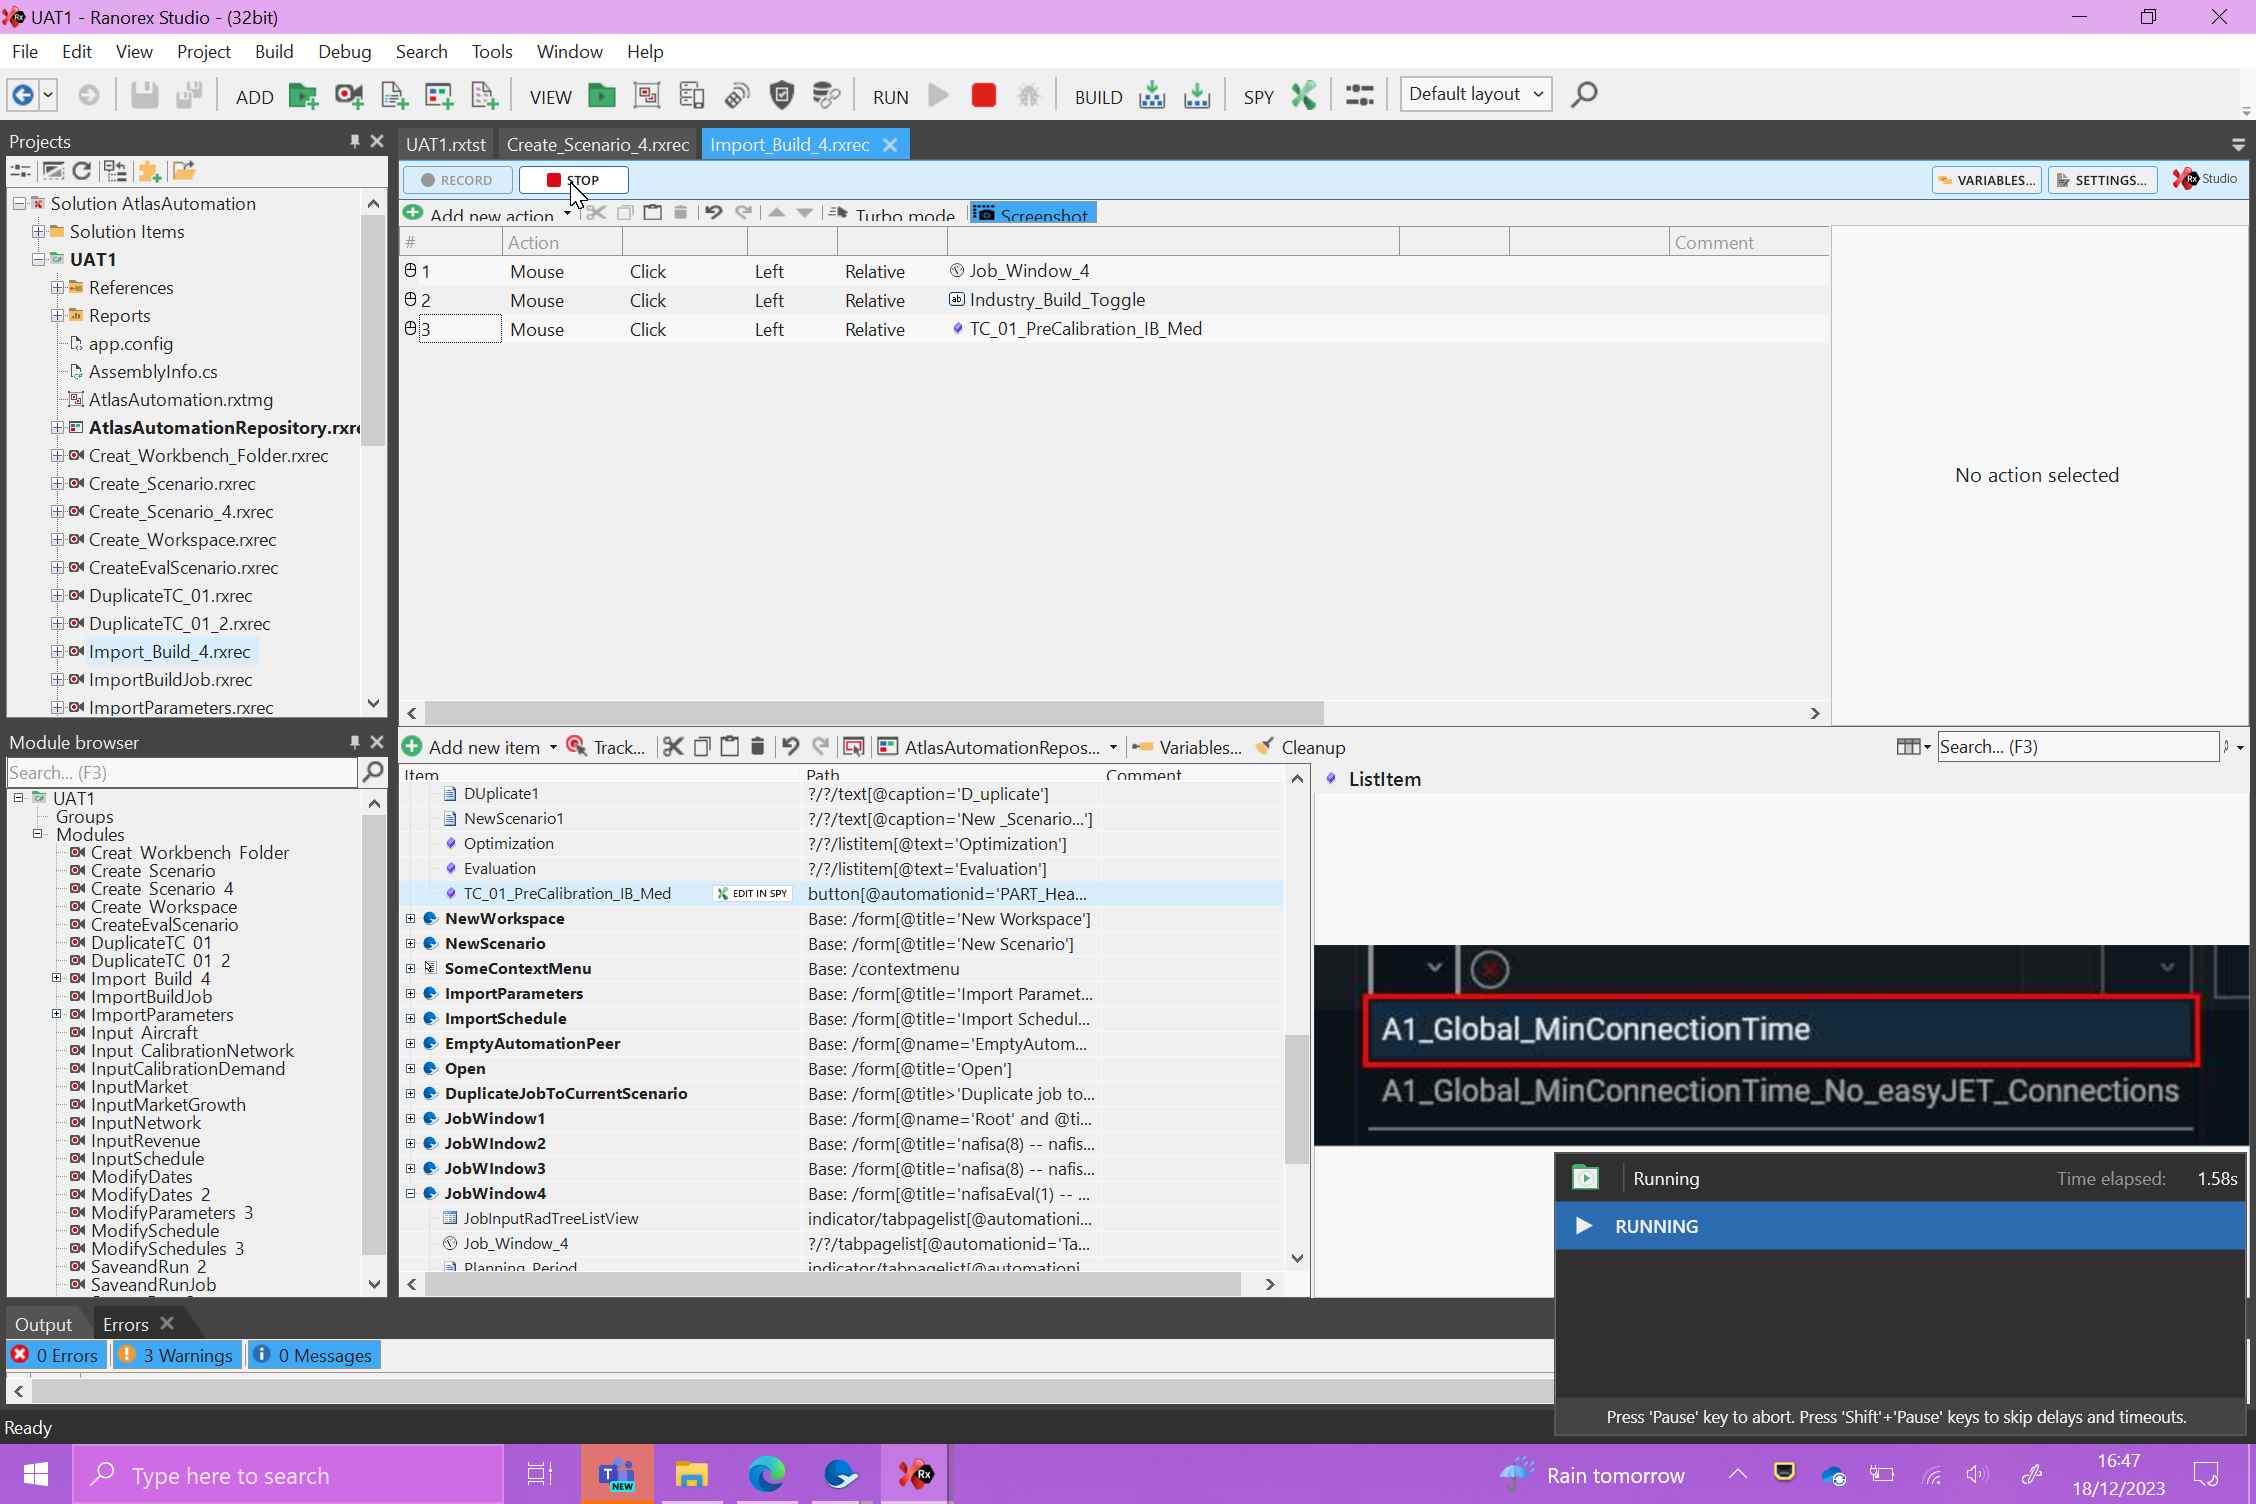 UAT1 - Ranorex Studio - (32bit)
File Edit View Project Build Debug Search Tools Window Help
ADD VIEW RUN BUILD SPY Default layout
Projects
UAT1.rxtst Create_Scenario_4.rxrec Import_Build_4.rxrec
RECORD STOP VARIABLES... SETTINGS... Rx Studio
Add new action Turbo mode Screenshot
# Action Comment
1 Mouse Click Left Relative Job_Window_4
2 Mouse Click Left Relative Industry_Build_Toggle
3 Mouse Click Left Relative TC_01_PreCalibration_IB_Med
No action selected
Solution AtlasAutomation
Solution Items
UAT1
References
Reports
app.config
AssemblyInfo.cs
AtlasAutomation.rxtmg
AtlasAutomationRepository.rxr
Creat_Workbench_Folder.rxrec
Create_Scenario.rxrec
Create_Scenario_4.rxrec
Create_Workspace.rxrec
CreateEvalScenario.rxrec
DuplicateTC_01.rxrec
DuplicateTC_01_2.rxrec
Import_Build_4.rxrec
ImportBuildJob.rxrec
ImportParameters.rxrec
Module browser
Search... (F3)
UAT1
Groups
Modules
Creat Workbench Folder
Create Scenario
Create Scenario 4
Create Workspace
CreateEvalScenario
DuplicateTC 01
DuplicateTC 01 2
Import Build 4
ImportBuildJob
ImportParameters
Input Aircraft
Input CalibrationNetwork
InputCalibrationDemand
InputMarket
InputMarketGrowth
InputNetwork
InputRevenue
InputSchedule
ModifyDates
ModifyDates 2
ModifyParameters 3
ModifySchedule
ModifySchedules 3
SaveandRun 2
SaveandRunJob
Add new item Track... AtlasAutomationRepos... Variables... Cleanup Search... (F3)
Item Path Comment
DUplicate1 ?/?/text[@caption='D_uplicate']
NewScenario1 ?/?/text[@caption='New _Scenario...']
Optimization ?/?/listitem[@text='Optimization']
Evaluation ?/?/listitem[@text='Evaluation']
TC_01_PreCalibration_IB_Med EDIT IN SPY button[@automationid='PART_Hea...
NewWorkspace Base: /form[@title='New Workspace']
NewScenario Base: /form[@title='New Scenario']
SomeContextMenu Base: /contextmenu
ImportParameters Base: /form[@title='Import Paramet...
ImportSchedule Base: /form[@title='Import Schedul...
EmptyAutomationPeer Base: /form[@name='EmptyAutom...
Open Base: /form[@title='Open']
DuplicateJobToCurrentScenario Base: /form[@title>'Duplicate job to...
JobWindow1 Base: /form[@name='Root' and @ti...
JobWIndow2 Base: /form[@title='nafisa(8) -- nafis...
JobWIndow3 Base: /form[@title='nafisa(8) -- nafis...
JobWindow4 Base: /form[@title='nafisaEval(1) -- ...
JobInputRadTreeListView indicator/tabpagelist[@automationi...
Job_Window_4 ?/?/tabpagelist[@automationid='Ta...
Planning_Period indicator/tabpagelist[@automationi
ListItem
A1_Global_MinConnectionTime
A1_Global_MinConnectionTime_No_easyJET_Connections
Running Time elapsed: 1.58s
RUNNING
Press 'Pause' key to abort. Press 'Shift'+'Pause' keys to skip delays and timeouts.
Output Errors
0 Errors 3 Warnings 0 Messages
Ready
Type here to search
NEW
Rain tomorrow
16:47
18/12/2023